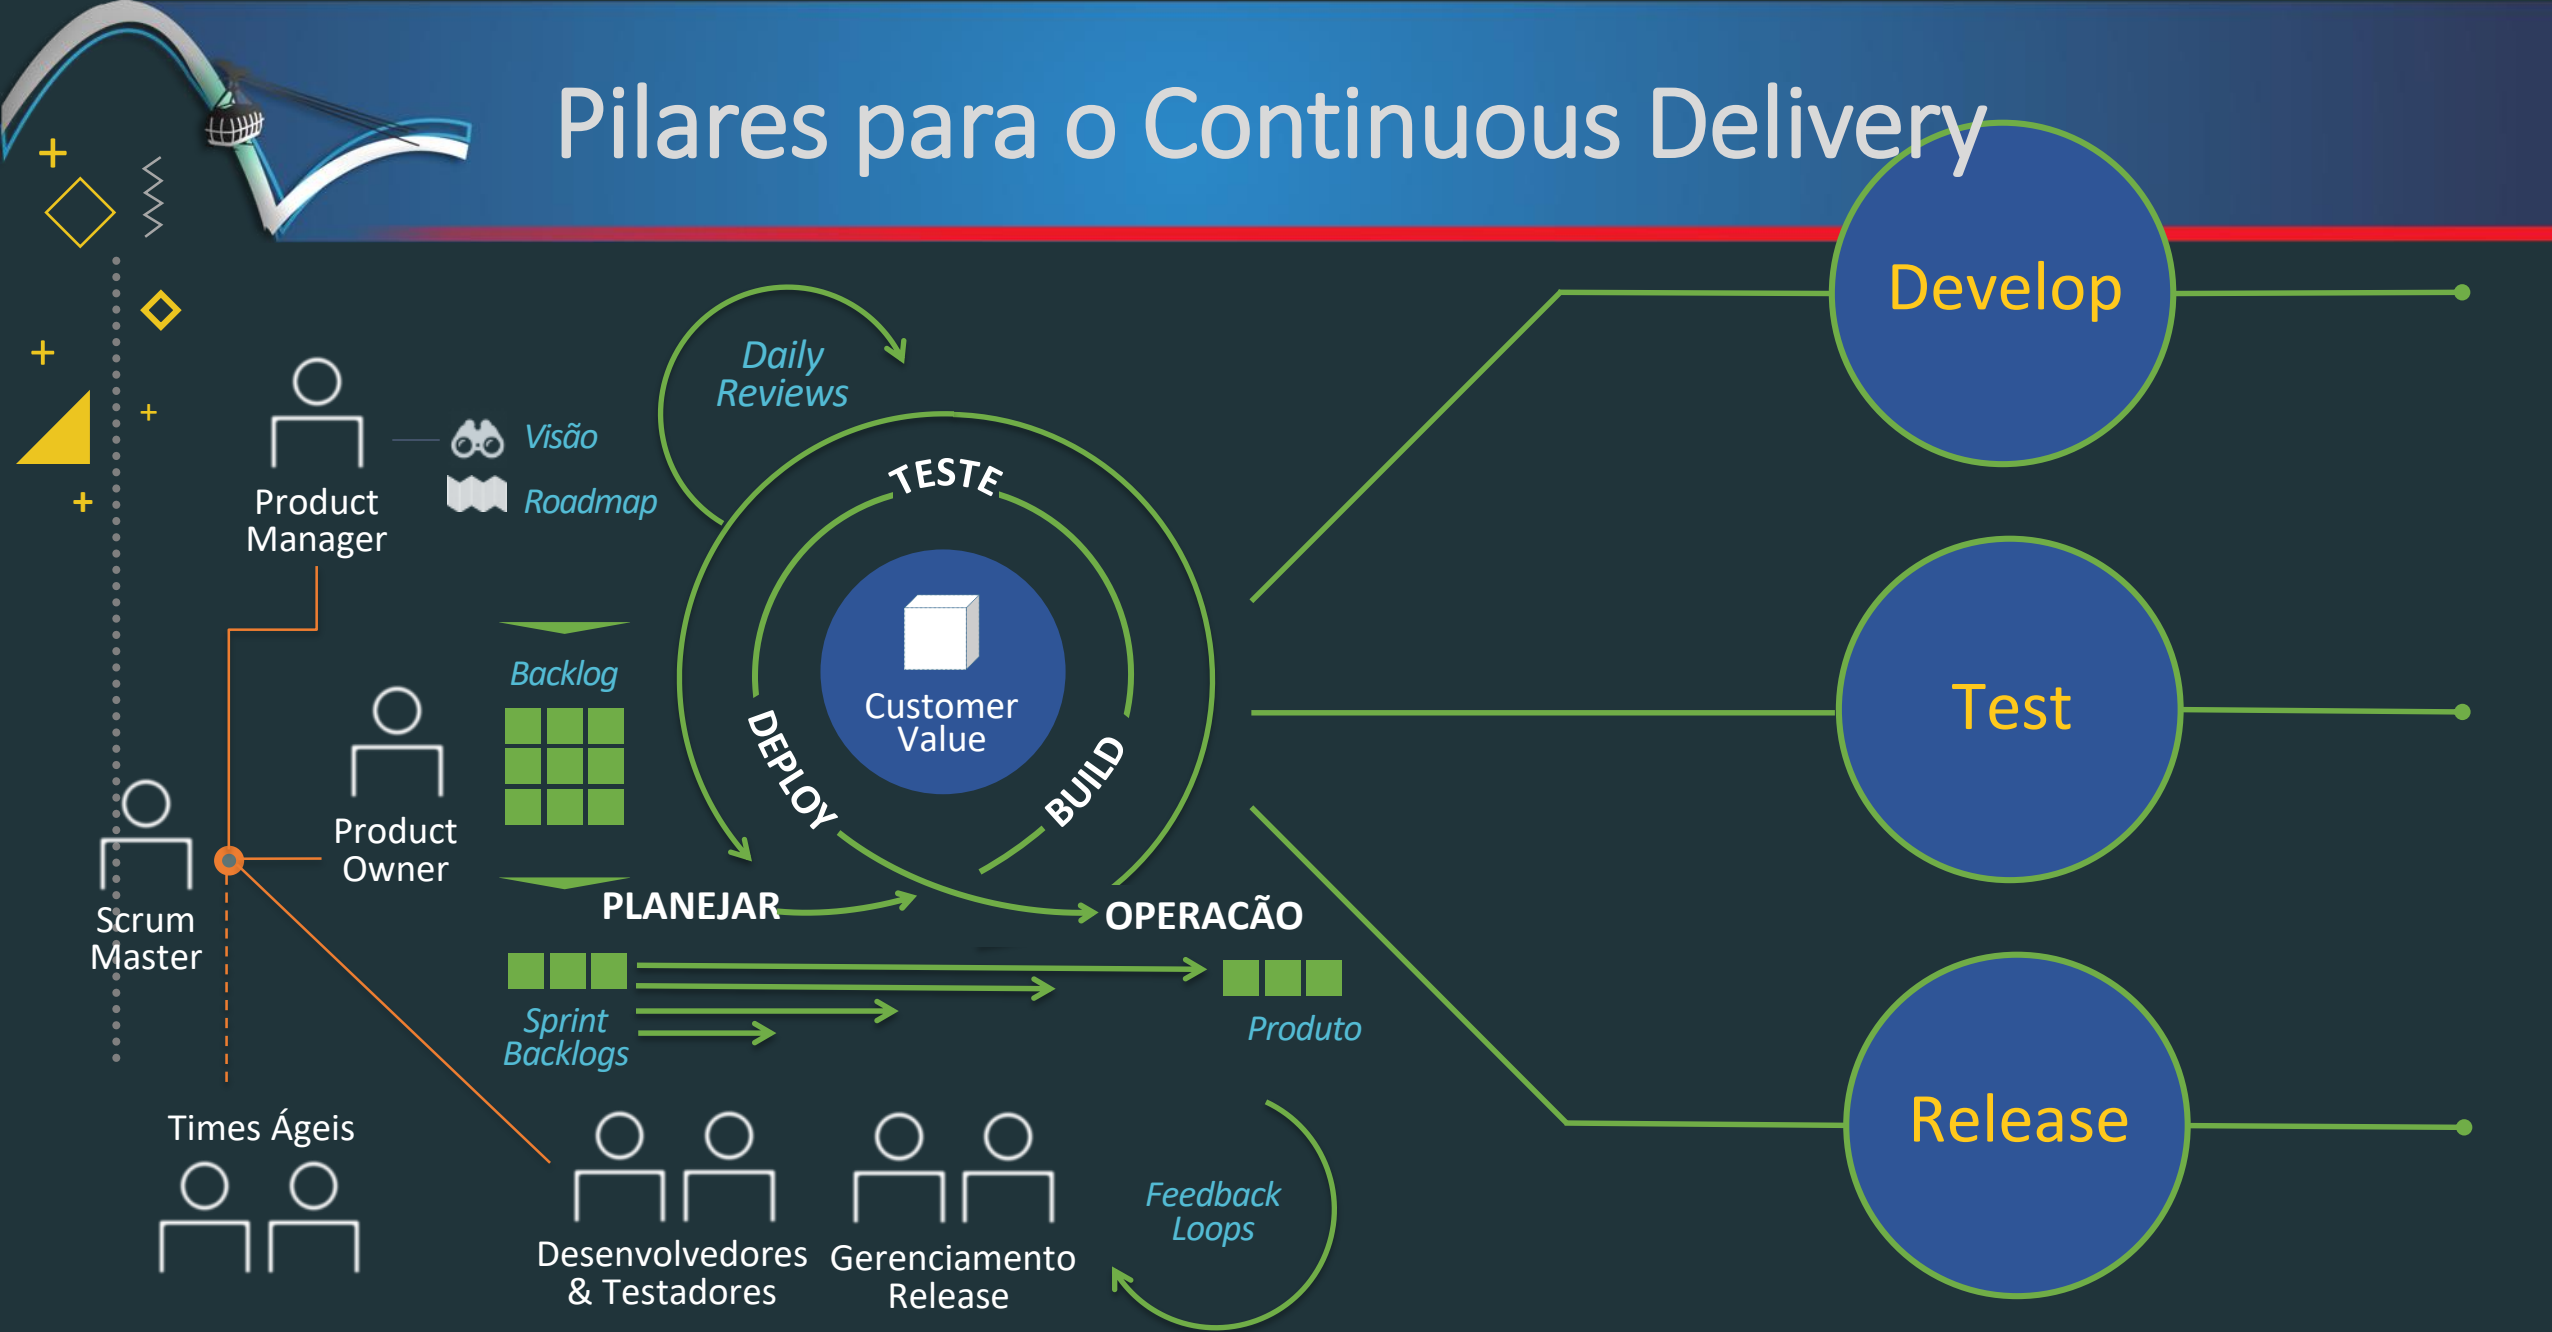 Pilares para o Continuous Delivery
Develop
Daily
Reviews
Visão
Roadmap
Product
Manager
TESTE
Backlog
Customer
Value
Test
DEPLOY
BUILD
Product
Owner
Scrum
Master
PLANEJAR
OPERACÃO
Sprint
Backlogs
Produto
Times Ágeis
Release
Feedback
Loops
Desenvolvedores
& Testadores
Gerenciamento
Release